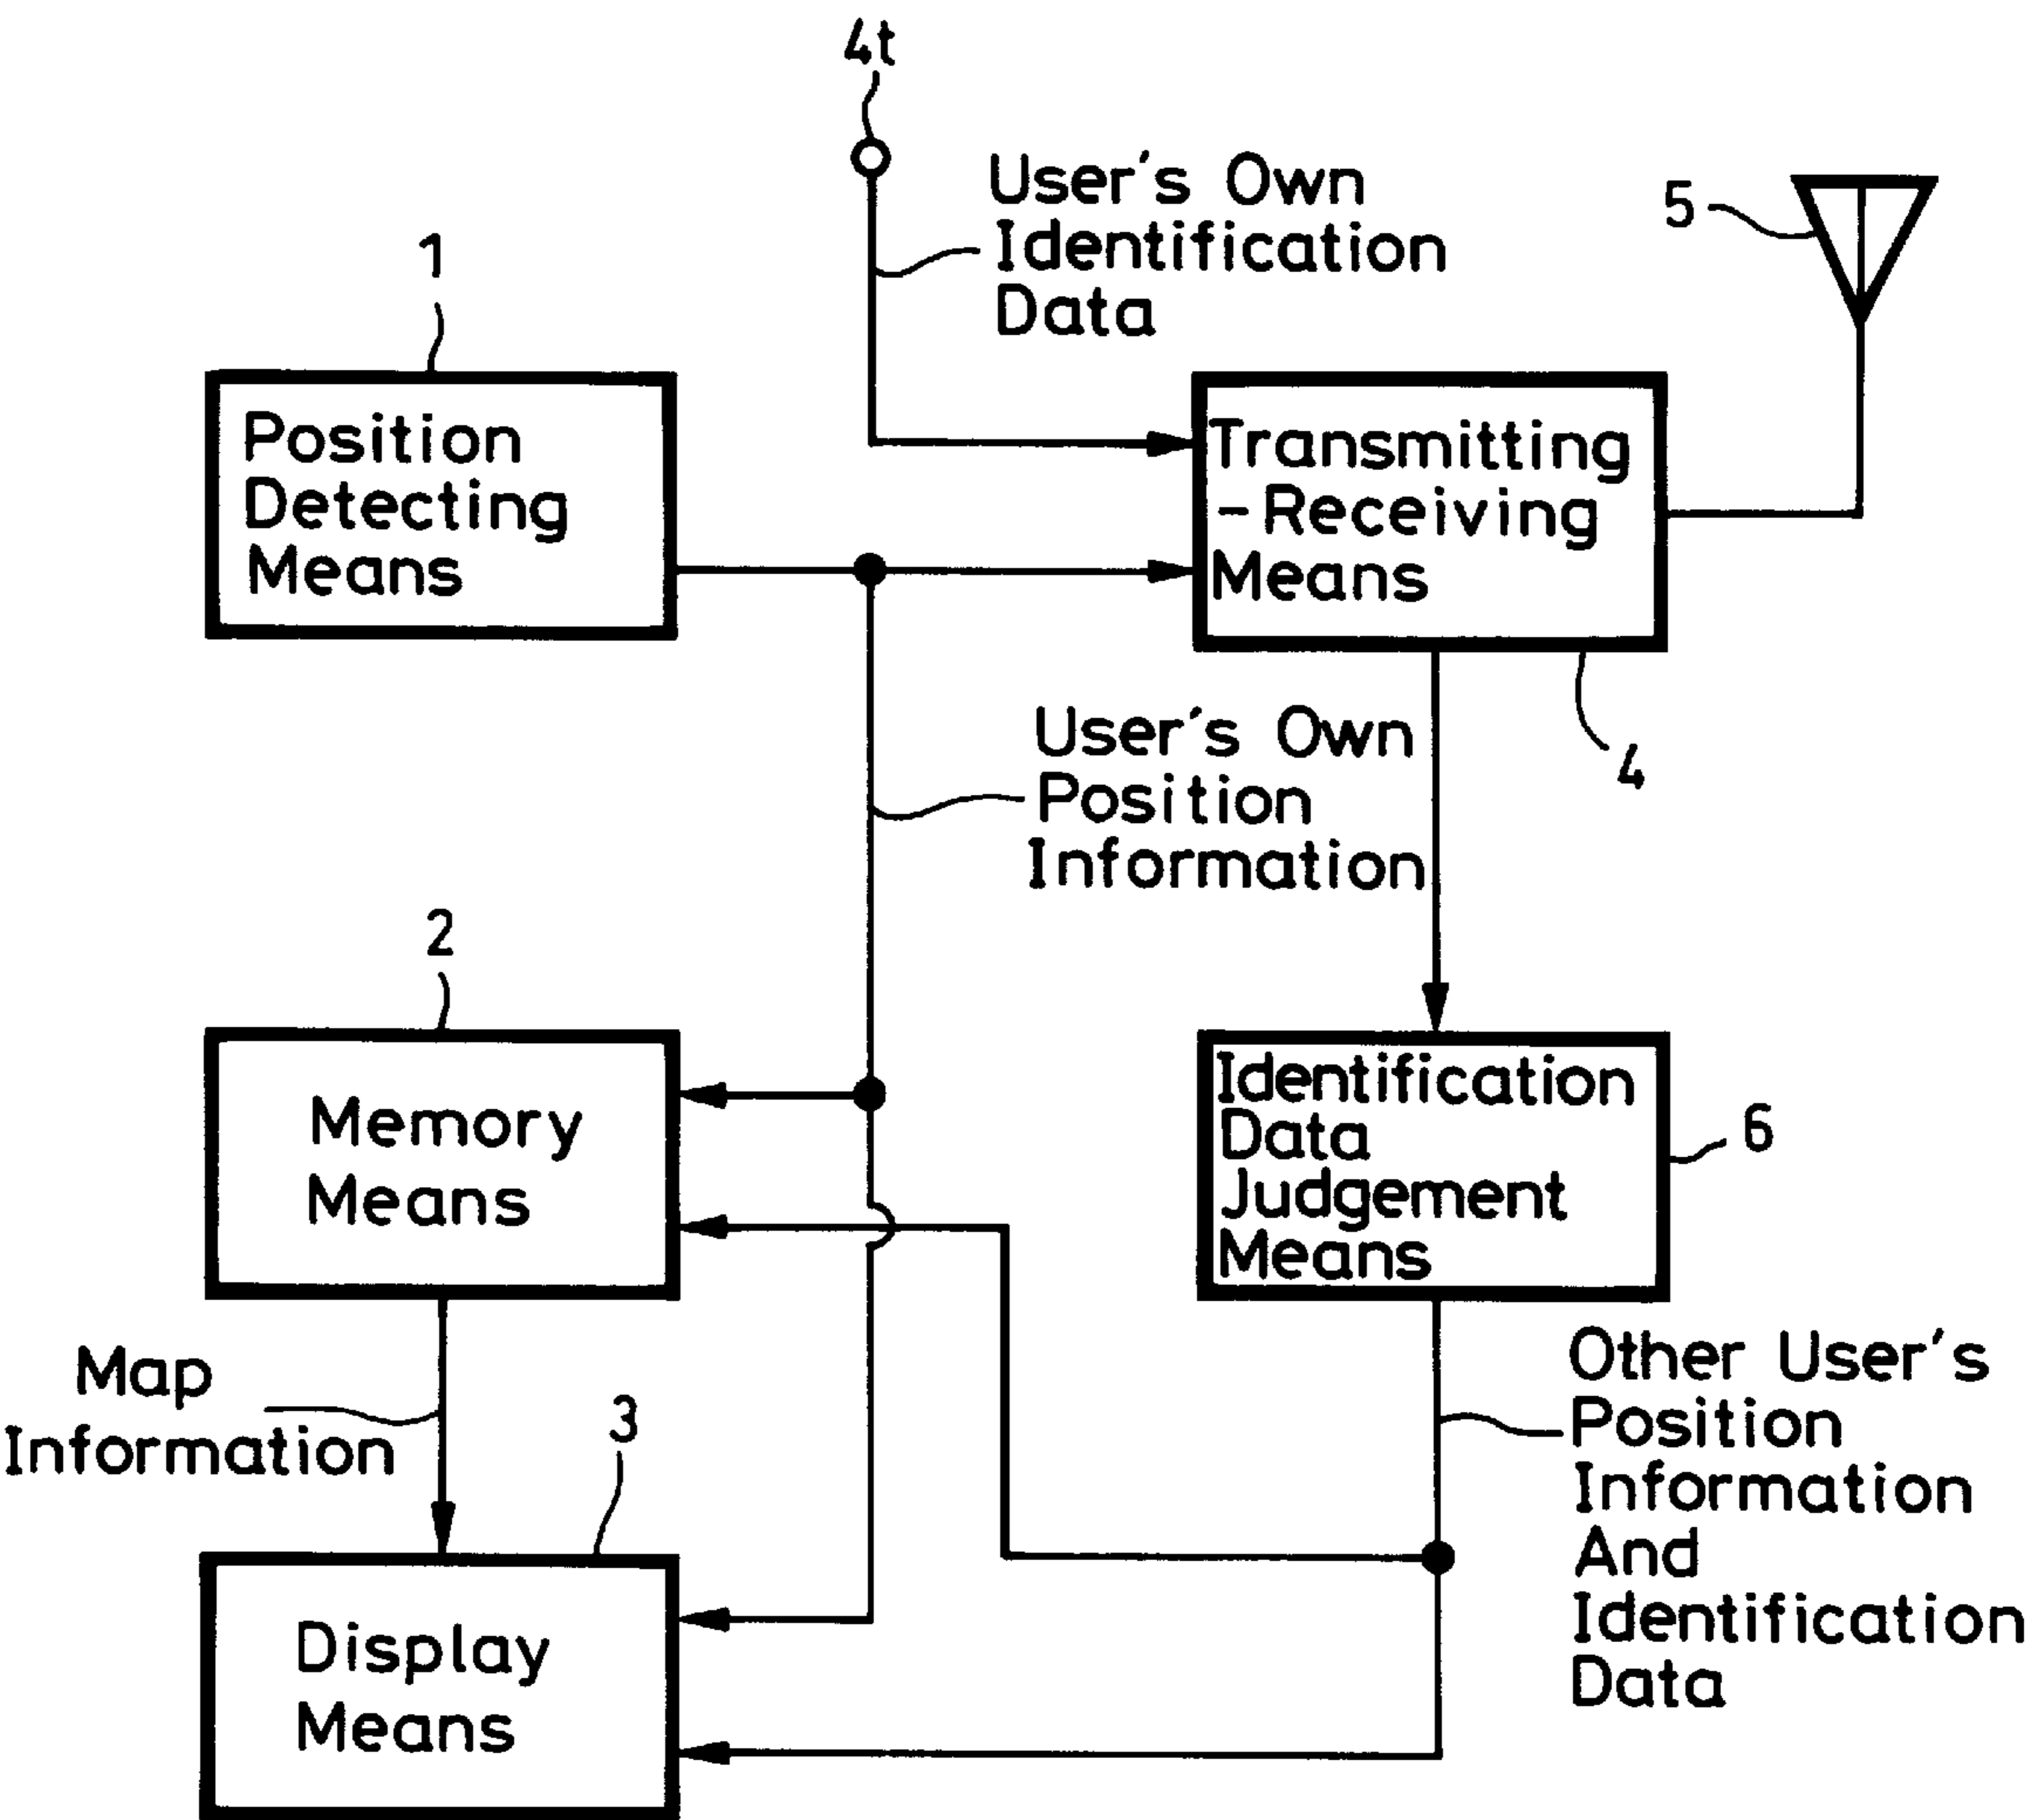 4t
User's Own
Identification
Data
5
1
Position
Detecting
Means
Transmitting
-Receiving
Means
4
User's Own
Position
Information
2
Memory
Means
Identification
Data
Judgement
Means
6
Map
Information
3
Other User's
Position
Information
And
Identification
Data
Display
Means